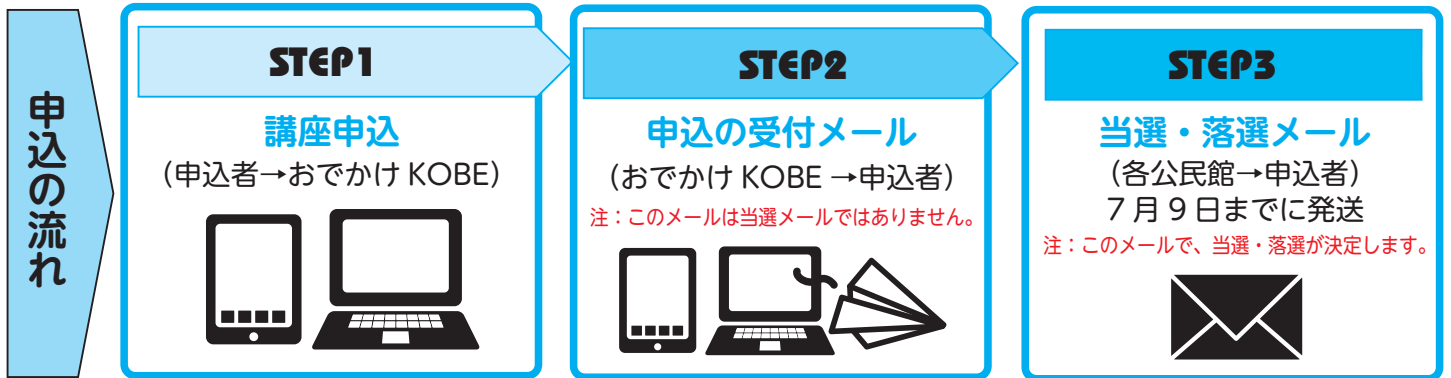 申込の流れ
STEP1
講座申込
（申込者→おでかけ KOBE）
STEP2
申込の受付メール
（おでかけ KOBE →申込者）
注：このメールは当選メールではありません。
STEP3
当選・落選メール
（各公民館→申込者）
７月９日までに発送
注：このメールで、当選・落選が決定します。